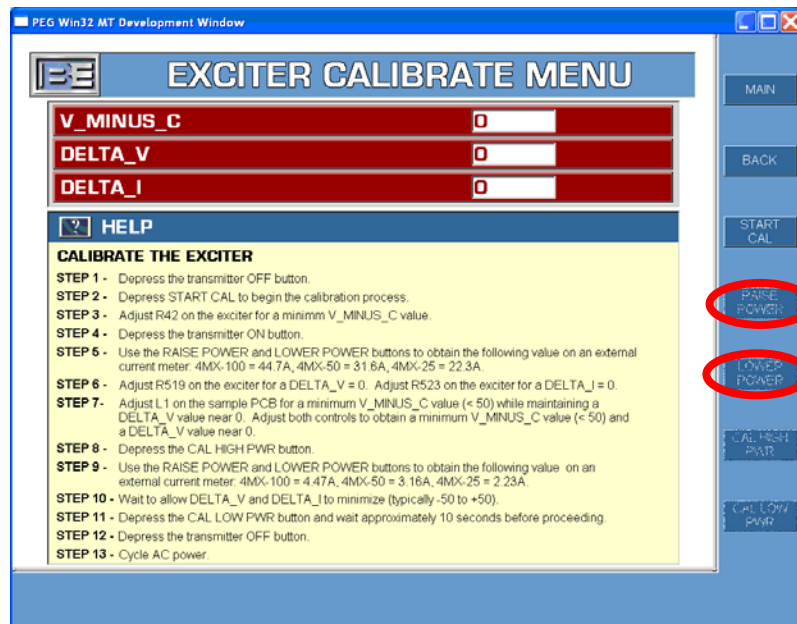 PEG Win32 MT Development Window
BE
EXCITER CALIBRATE MENU
V_MINUS_C
0
DELTA_V
0
DELTA_I
0
? HELP
CALIBRATE THE EXCITER
STEP 1 - Depress the transmitter OFF button.
STEP 2 - Depress START CAL to begin the calibration process.
STEP 3 - Adjust R42 on the exciter for a minimm V_MINUS_C value.
STEP 4 - Depress the transmitter ON button.
STEP 5 - Use the RAISE POWER and LOWER POWER buttons to obtain the following value on an external
current meter: 4MX-100 = 44.7A, 4MX-50 = 31.6A, 4MX-25 = 22.3A.
STEP 6 - Adjust R519 on the exciter for a DELTA_V = 0. Adjust R523 on the exciter for a DELTA_I = 0.
STEP 7- Adjust L1 on the sample PCB for a minimum V_MINUS_C value (< 50) while maintaining a
DELTA_V value near 0. Adjust both controls to obtain a minimum V_MINUS_C value (< 50) and
a DELTA_V value near 0.
STEP 8 - Depress the CAL HIGH PWR button.
STEP 9 - Use the RAISE POWER and LOWER POWER buttons to obtain the following value on an
external current meter: 4MX-100 = 4.47A, 4MX-50 = 3.16A, 4MX-25 = 2.23A.
STEP 10 - Wait to allow DELTA_V and DELTA_I to minimize (typically -50 to +50).
STEP 11 - Depress the CAL LOW PWR button and wait approximately 10 seconds before proceeding.
STEP 12 - Depress the transmitter OFF button.
STEP 13 - Cycle AC power.
MAIN
BACK
START
CAL
RAISE
POWER
LOWER
POWER
CAL HIGH
PWR
CAL LOW
PWR